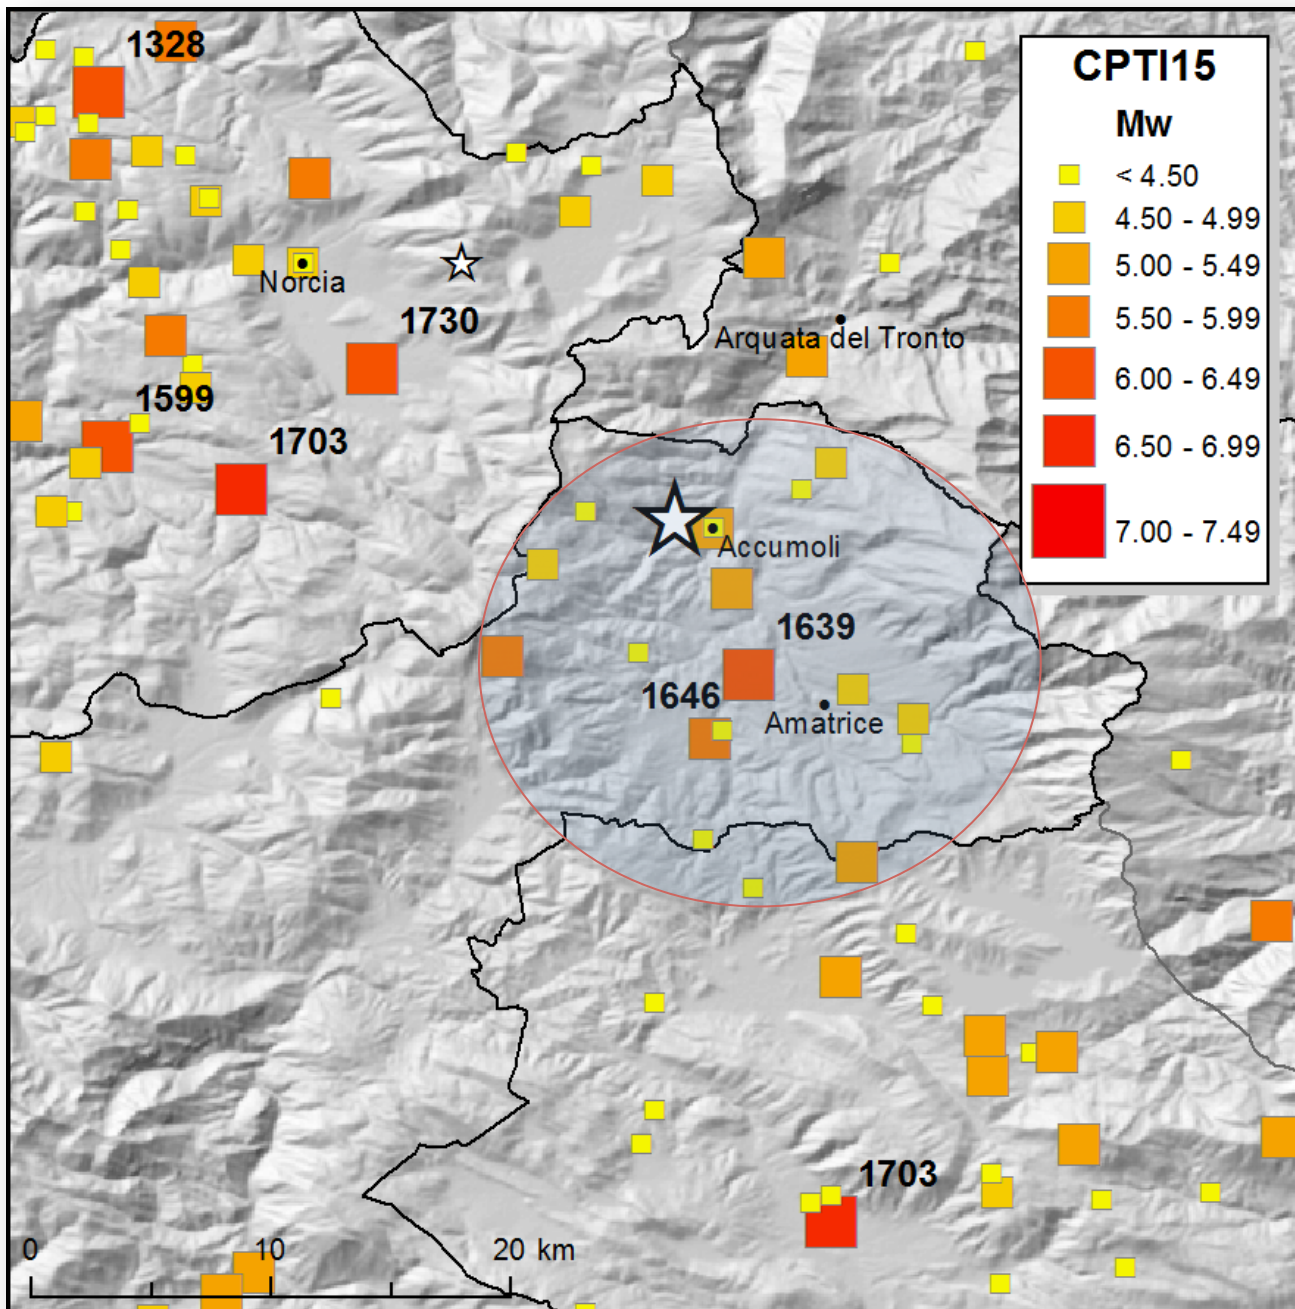 1328
CPTI15
Mw
< 4.50
4.50 - 4.99
5.00 - 5.49
5.50 - 5.99
6.00 - 6.49
6.50 - 6.99
7.00 - 7.49
Norcia
1730
Arquata del Tronto
1599
1703
Accumoli
1639
1646
Amatrice
1703
0 10 20 km